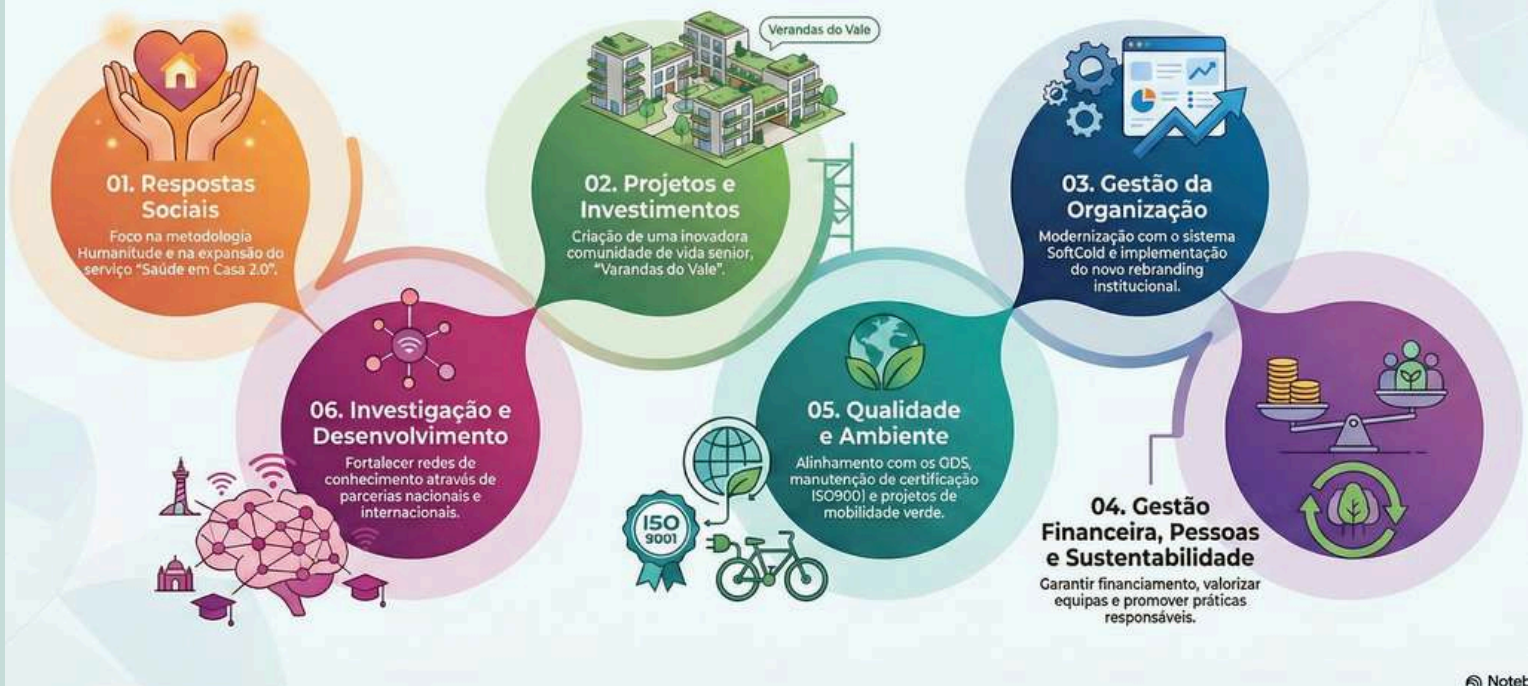 Verandas do Vale
01. Respostas
Sociais
Foco na metodologia
Humanitude e na expansão do
serviço "Saúde em Casa 2.0".
02. Projetos e
Investimentos
Criação de uma inovadora
comunidade de vida senior,
"Varandas do Vale".
03. Gestão da
Organização
Modernização com o sistema
SoftCold e implementação
do novo rebranding
institucional.
04. Gestão
Financeira, Pessoas
e Sustentabilidade
Garantir financiamento, valorizar
equipas e promover práticas
responsáveis.
05. Qualidade
e Ambiente
Alinhamento com os ODS,
manutenção de certificação
ISO900) e projetos de
mobilidade verde.
ISO
9001
06. Investigação e
Desenvolvimento
Fortalecer redes de
conhecimento através de
parcerias nacionais e
internacionais.
Noteb